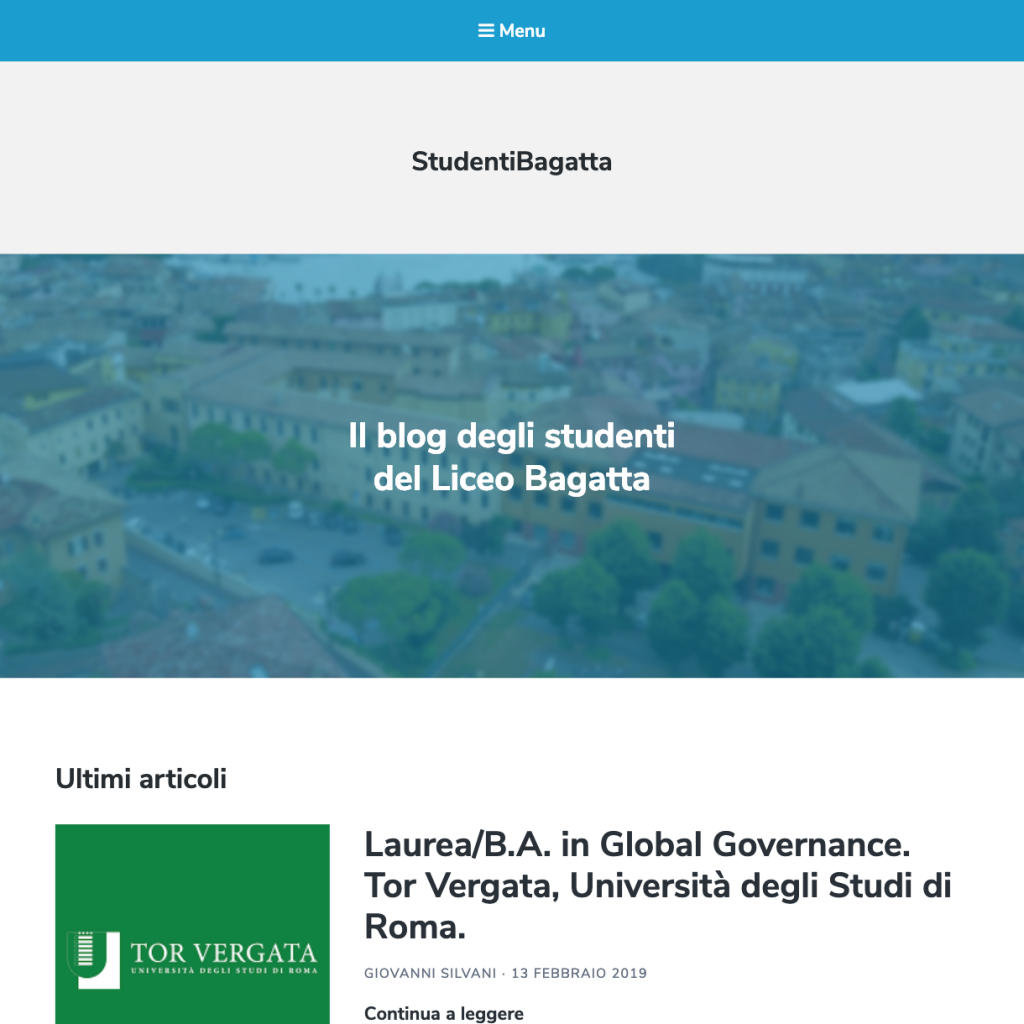 Menu
StudentiBagatta
Il blog degli studenti
del Liceo Bagatta
Ultimi articoli
TOR VERGATA
UNIVERSITÀ DEGLI STUDI DI ROMA
Laurea/B.A. in Global Governance.
Tor Vergata, Università degli Studi di
Roma.
GIOVANNI SILVANI · 13 FEBBRAIO 2019
Continua a leggere